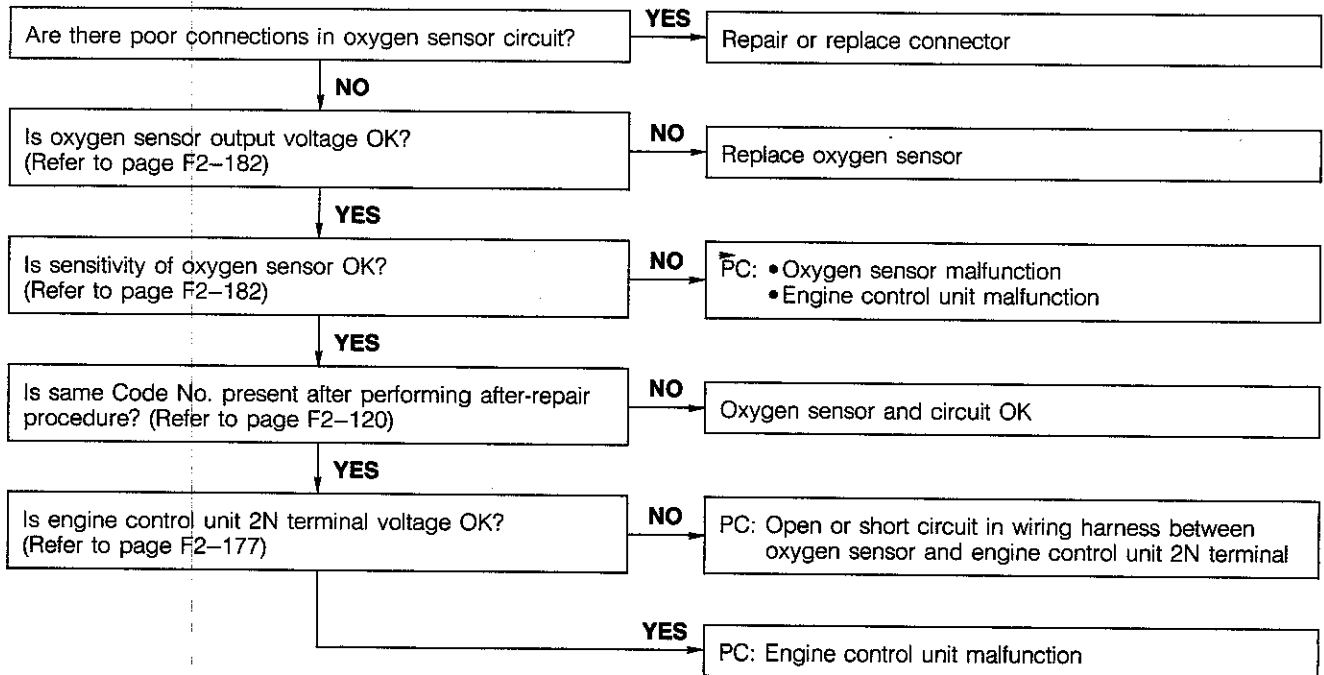 Are there poor connections in oxygen sensor circuit?
YES
Repair or replace connector
NO
Is oxygen sensor output voltage OK?
(Refer to page F2–182)
NO
Replace oxygen sensor
YES
Is sensitivity of oxygen sensor OK?
(Refer to page F2–182)
NO
PC: • Oxygen sensor malfunction
• Engine control unit malfunction
YES
Is same Code No. present after performing after-repair
procedure? (Refer to page F2–120)
NO
Oxygen sensor and circuit OK
YES
Is engine control unit 2N terminal voltage OK?
(Refer to page F2–177)
NO
PC: Open or short circuit in wiring harness between
oxygen sensor and engine control unit 2N terminal
YES
PC: Engine control unit malfunction